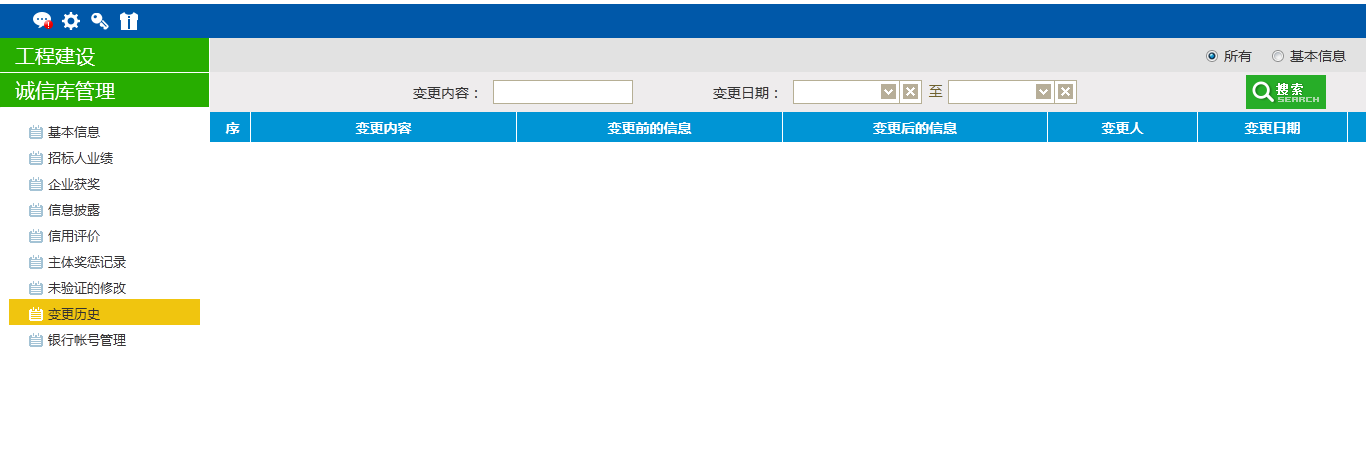 工程建设
诚信库管理
基本信息
招标人业绩
企业获奖
信息披露
信用评价
主体奖惩记录
未验证的修改
变更历史
银行帐号管理
所有 基本信息
变更内容： 变更日期： 至 搜索 SEARCH
序 变更内容 变更前的信息 变更后的信息 变更人 变更日期